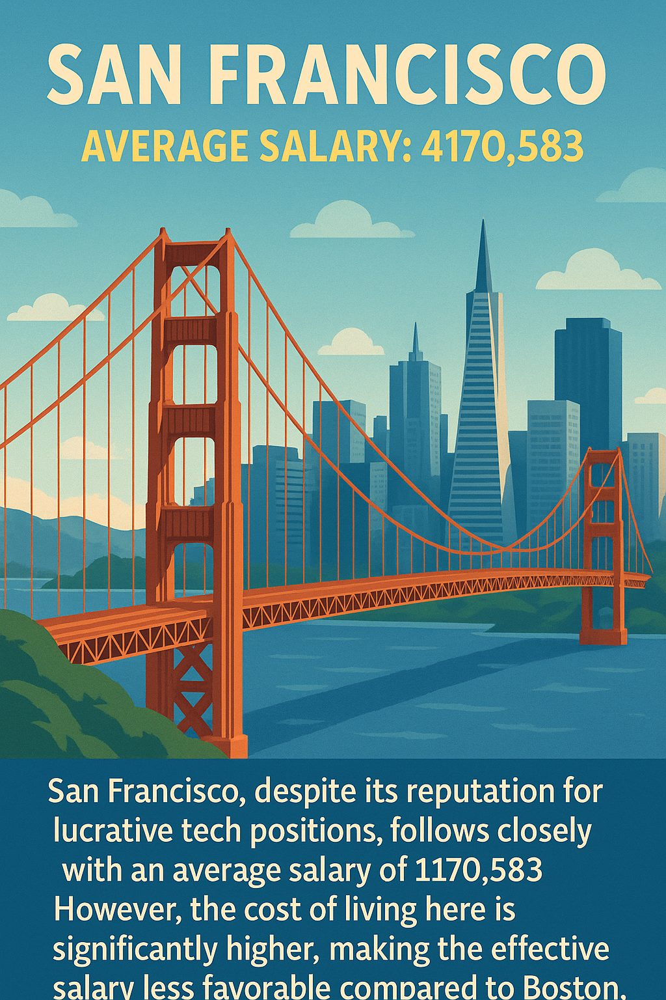 SAN FRANCISCO
AVERAGE SALARY: 4170,583
San Francisco, despite its reputation for
lucrative tech positions, follows closely
with an average salary of 1170,583
However, the cost of living here is
significantly higher, making the effective
salary less favorable compared to Boston.